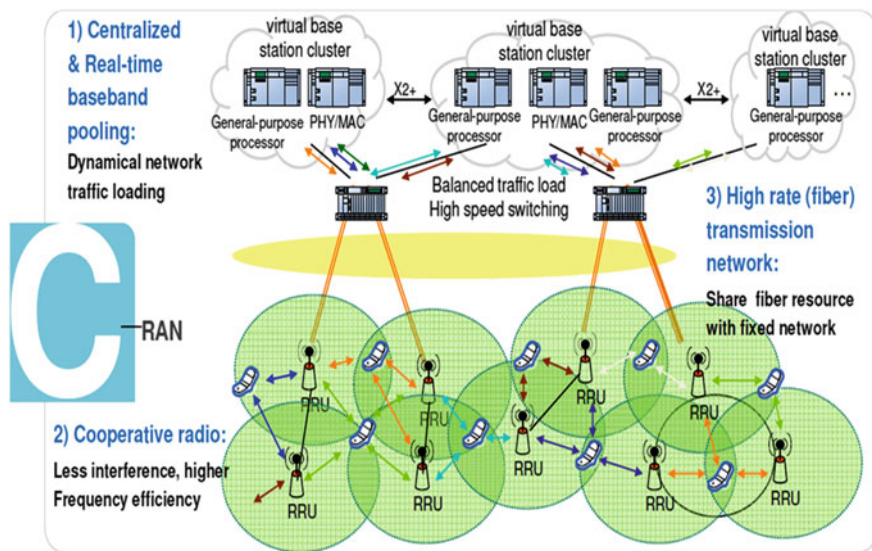 1) Centralized
& Real-time
baseband
pooling:
Dynamical network
traffic loading
virtual base
station cluster
General-purpose
processor
PHY/MAC
X2+
virtual base
station cluster
General-purpose
processor
PHY/MAC
General-purpose
processor
X2+
virtual base
station cluster
...
General-purpose
processor
Balanced traffic load
High speed switching
3) High rate (fiber)
transmission
network:
Share fiber resource
with fixed network
C
RAN
2) Cooperative radio:
Less interference, higher
Frequency efficiency
RRU
RRU
RRU
RRU
RRU
RRU
RRU
RRU
RRU